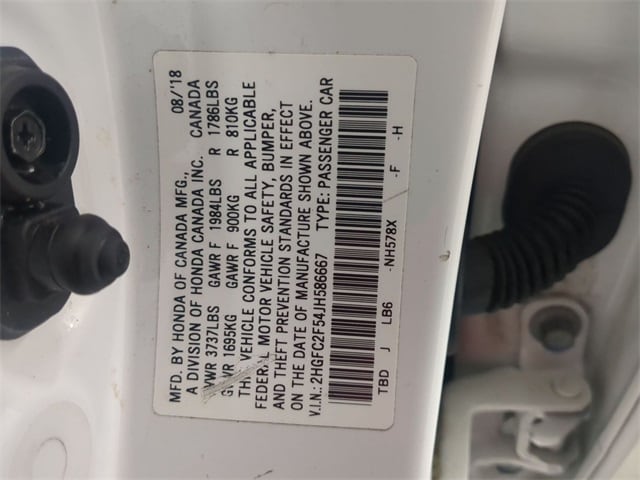 MFD. BY HONDA OF CANADA MFG., 08/'18
A DIVISION OF HONDA CANADA INC. CANADA
GVWR 3737LBS GAWR F 1984LBS R 1786LBS
GVWR 1695KG GAWR F 900KG R 810KG
THIS VEHICLE CONFORMS TO ALL APPLICABLE
FEDERAL MOTOR VEHICLE SAFETY, BUMPER,
AND THEFT PREVENTION STANDARDS IN EFFECT
ON THE DATE OF MANUFACTURE SHOWN ABOVE.
V.I.N.: 2HGFC2F54JH586667 TYPE: PASSENGER CAR
TBD J LB6 -NH578X -F -H